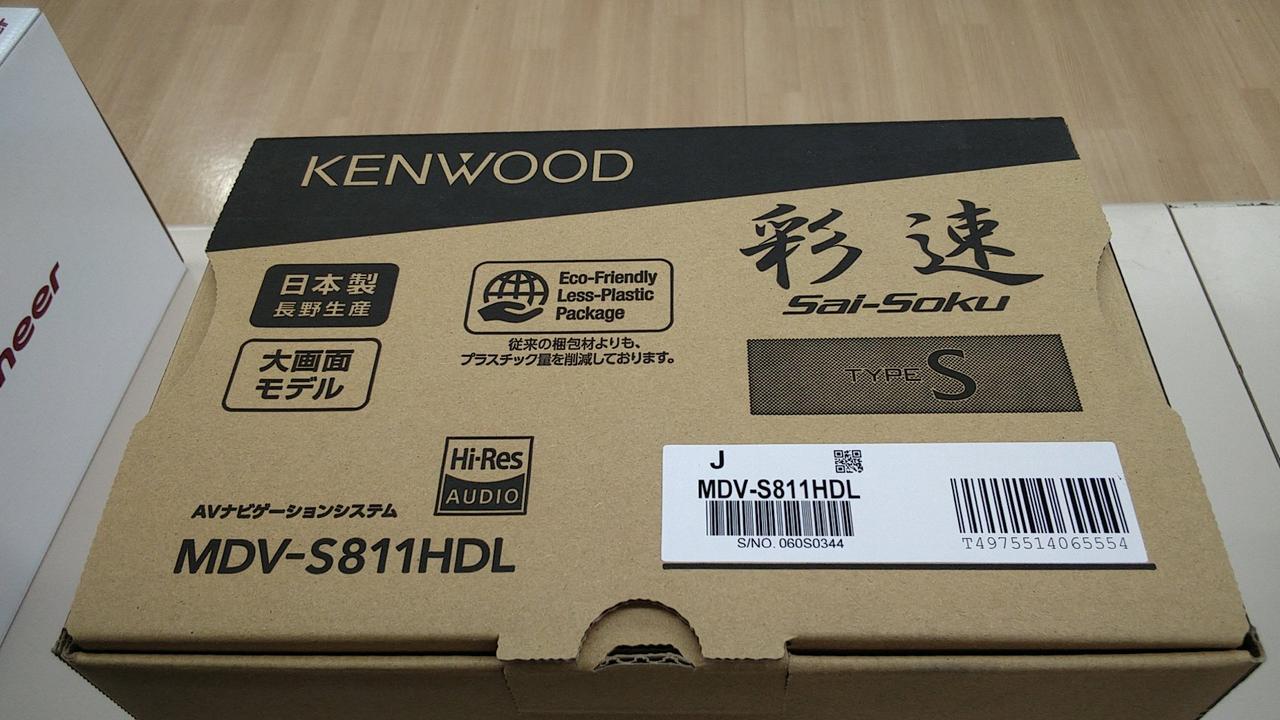 KENWOOD
彩速
Sai-Soku
日本製
長野生産
Eco-Friendly
Less-Plastic
Package
従来の梱包材よりも、
プラスチック量を削減しております。
大画面
モデル
TYPE S
Hi-Res
AUDIO
AVナビゲーションシステム
MDV-S811HDL
J
MDV-S811HDL
S/NO. 060S0344
T4975514065554
neer